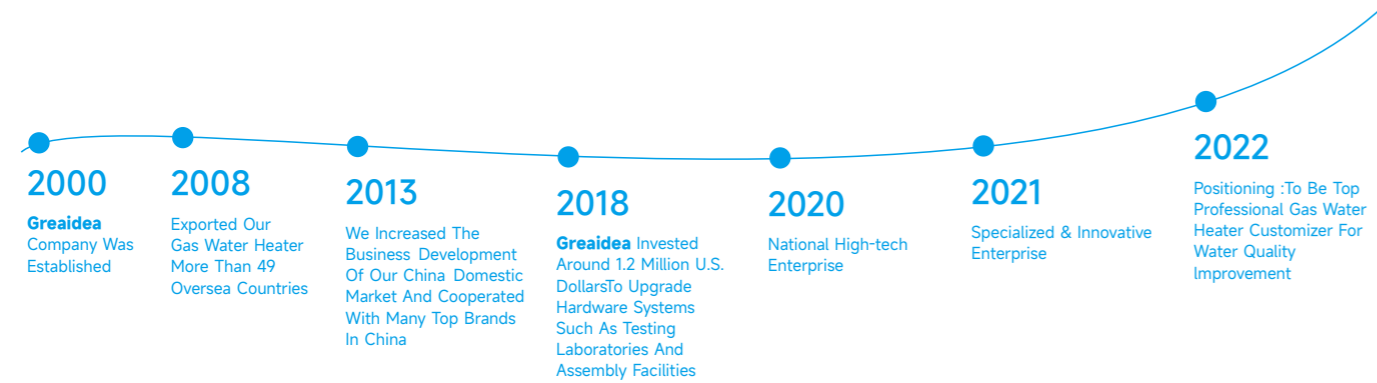 2000
Greaidea
Company Was
Established
2008
Exported Our
Gas Water Heater
More Than 49
Oversea Countries
2013
We Increased The
Business Development
Of Our China Domestic
Market And Cooperated
With Many Top Brands
In China
2018
Greaidea Invested
Around 1.2 Million U.S.
DollarsTo Upgrade
Hardware Systems
Such As Testing
Laboratories And
Assembly Facilities
2020
National High-tech
Enterprise
2021
Specialized & Innovative
Enterprise
2022
Positioning :To Be Top
Professional Gas Water
Heater Customizer For
Water Quality
Improvement